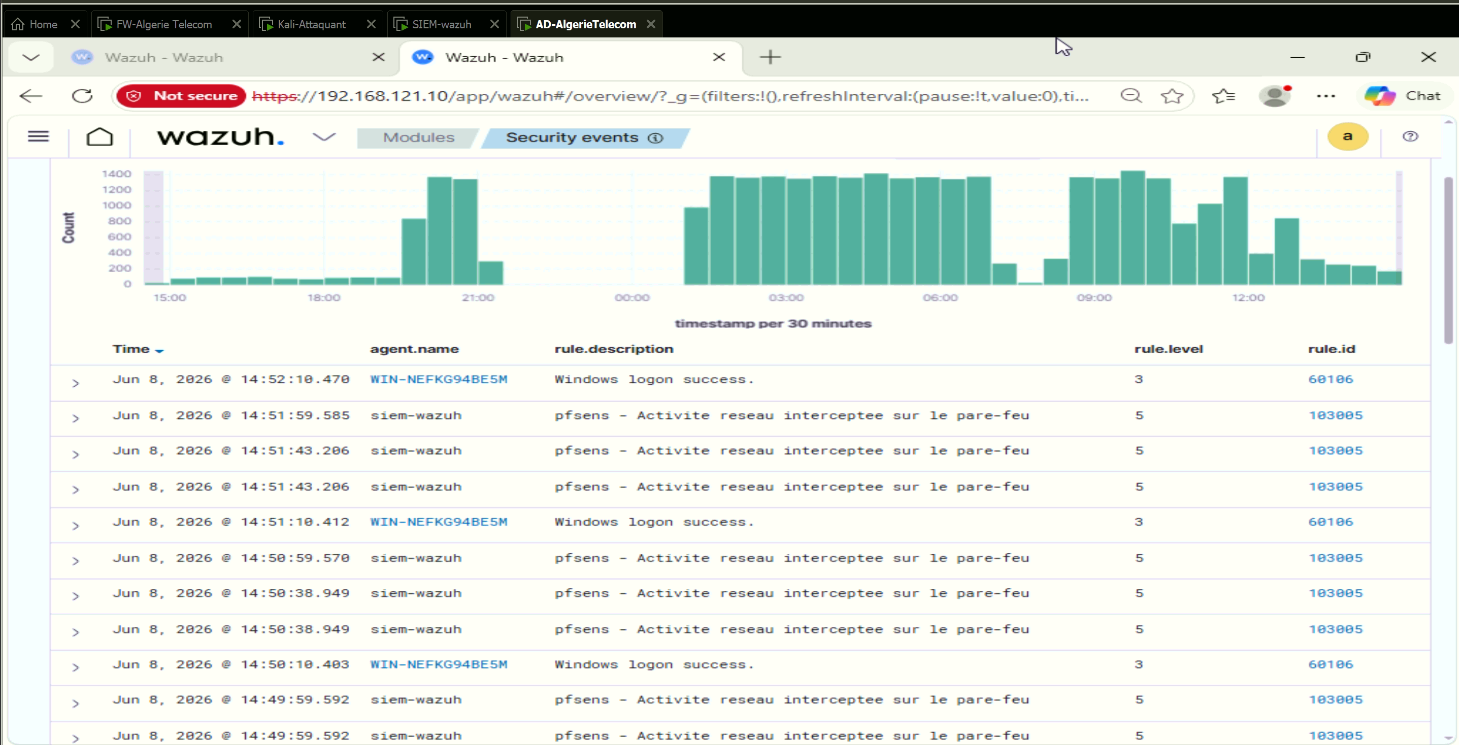 Home FW-Algerie Telecom Kali-Attaquant SIEM-wazuh AD-AlgerieTelecom
Wazuh - Wazuh Wazuh - Wazuh
Not secure https://192.168.121.10/app/wazuh#/overview/?_g=(filters:!(),refreshInterval:(pause:!t,value:0),ti... Chat
wazuh. Modules Security events a
1400
1200
1000
800
600
400
200
0
Count
15:00 18:00 21:00 00:00 03:00 06:00 09:00 12:00
timestamp per 30 minutes
Time agent.name rule.description rule.level rule.id
Jun 8, 2026 @ 14:52:10.470 WIN-NEFKG94BE5M Windows logon success. 3 60106
Jun 8, 2026 @ 14:51:59.585 siem-wazuh pfsens - Activite reseau interceptee sur le pare-feu 5 103005
Jun 8, 2026 @ 14:51:43.206 siem-wazuh pfsens - Activite reseau interceptee sur le pare-feu 5 103005
Jun 8, 2026 @ 14:51:43.206 siem-wazuh pfsens - Activite reseau interceptee sur le pare-feu 5 103005
Jun 8, 2026 @ 14:51:10.412 WIN-NEFKG94BE5M Windows logon success. 3 60106
Jun 8, 2026 @ 14:50:59.570 siem-wazuh pfsens - Activite reseau interceptee sur le pare-feu 5 103005
Jun 8, 2026 @ 14:50:38.949 siem-wazuh pfsens - Activite reseau interceptee sur le pare-feu 5 103005
Jun 8, 2026 @ 14:50:38.949 siem-wazuh pfsens - Activite reseau interceptee sur le pare-feu 5 103005
Jun 8, 2026 @ 14:50:10.403 WIN-NEFKG94BE5M Windows logon success. 3 60106
Jun 8, 2026 @ 14:49:59.592 siem-wazuh pfsens - Activite reseau interceptee sur le pare-feu 5 103005
Jun 8, 2026 @ 14:49:59.592 siem-wazuh pfsens - Activite reseau interceptee sur le pare-feu 5 103005